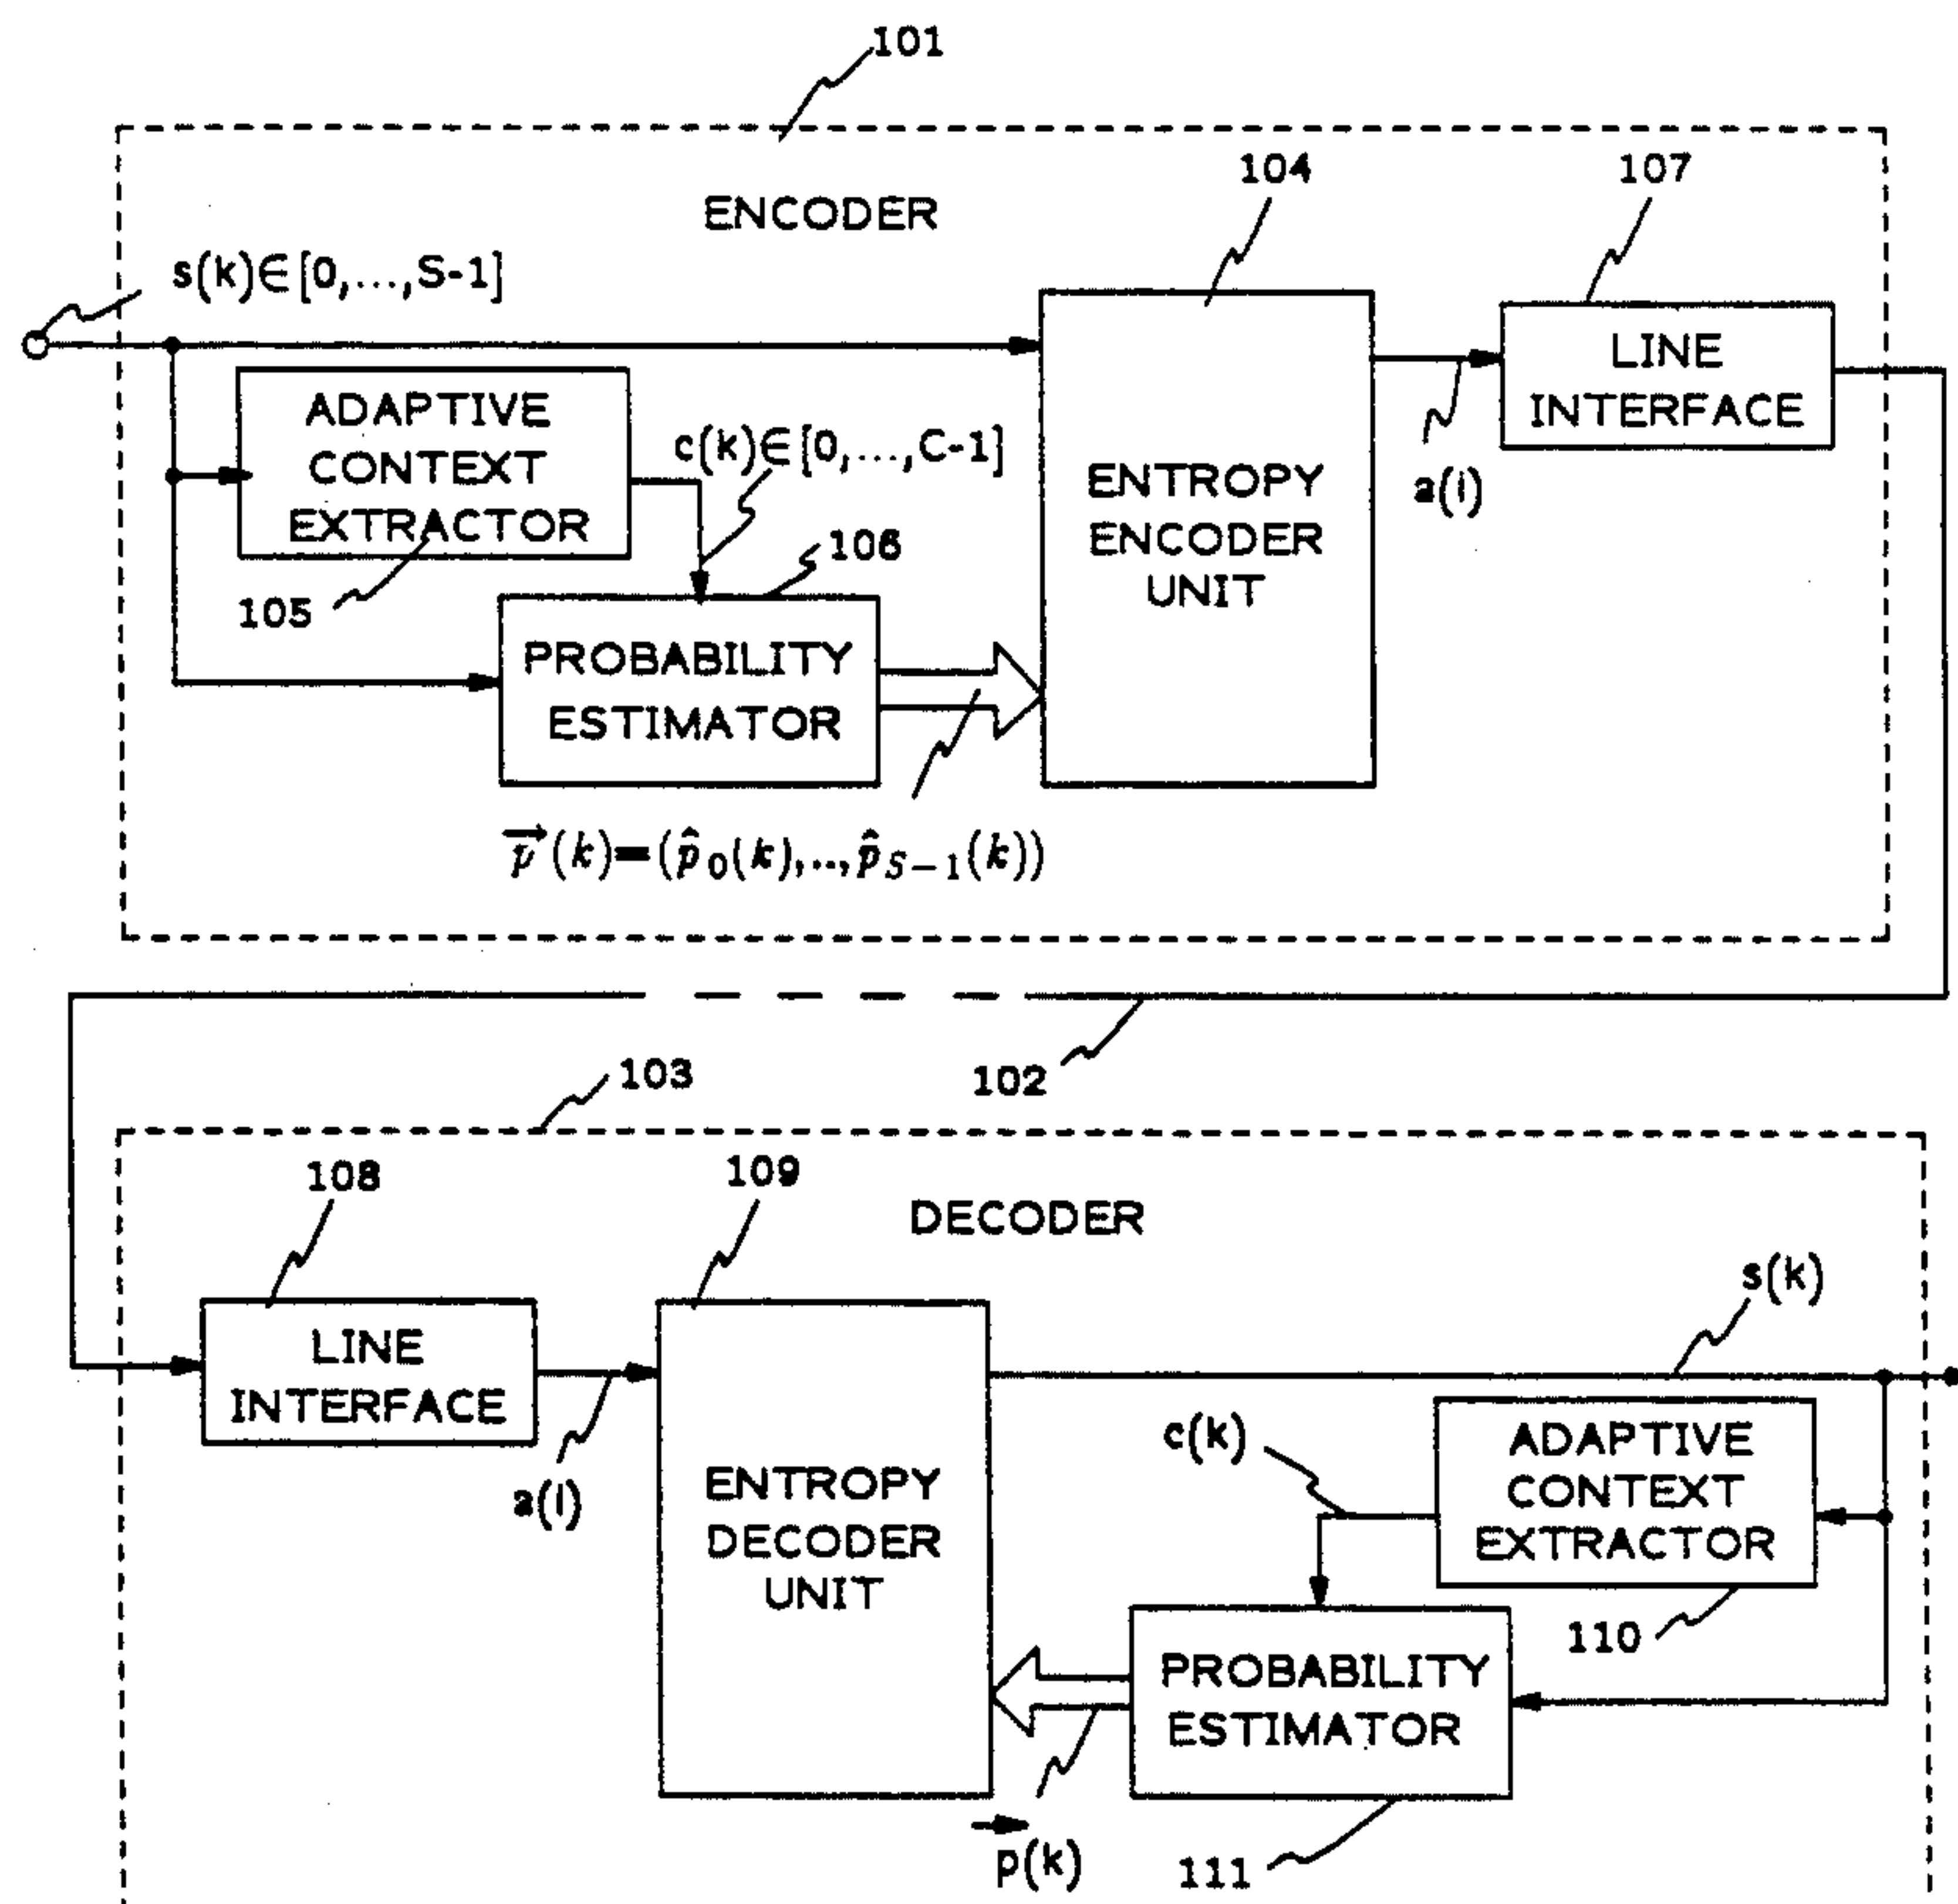 101
104
107
ENCODER
s(k)∈[0,...,S-1]
LINE
INTERFACE
ADAPTIVE
CONTEXT
EXTRACTOR
c(k)∈[0,...,C-1]
ENTROPY
ENCODER
UNIT
a(i)
106
105
PROBABILITY
ESTIMATOR
p⃗(k)=(p̂₀(k),..,p̂_{S-1}(k))
103
102
108
109
DECODER
s(k)
LINE
INTERFACE
a(i)
ENTROPY
DECODER
UNIT
c(k)
ADAPTIVE
CONTEXT
EXTRACTOR
110
PROBABILITY
ESTIMATOR
p⃗(k)
111